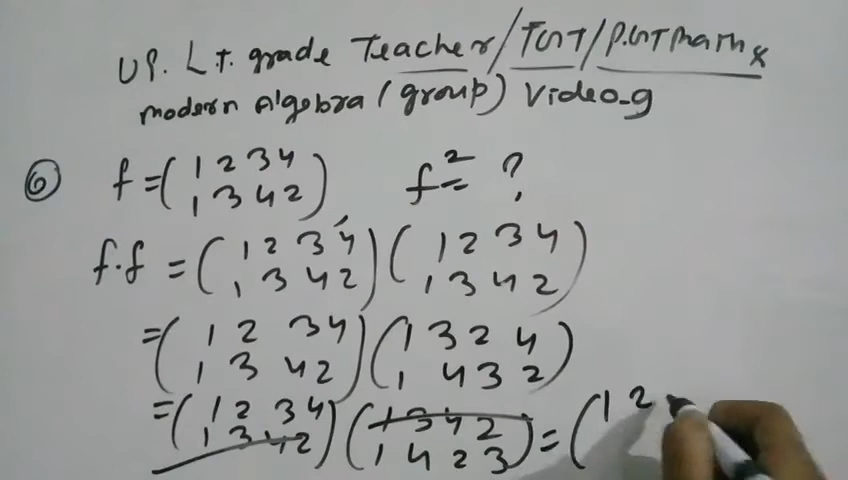 UP. Lt. grade Teacher/TGT/P.GT math x
modern Algebra (group) Video-9
⑥ f = ( 1 2 3 4 f² = ?
1 3 4 2 )
f.f = ( 1 2 3 4 ) ( 1 2 3 4 )
1 3 4 2 1 3 4 2
= ( 1 2 3 4 ) ( 1 3 2 4 )
1 3 4 2 1 4 3 2
= ( 1 2 3 4 ) ( 1 3 4 2 ) = ( 1 2
1 3 4 2 1 4 2 3